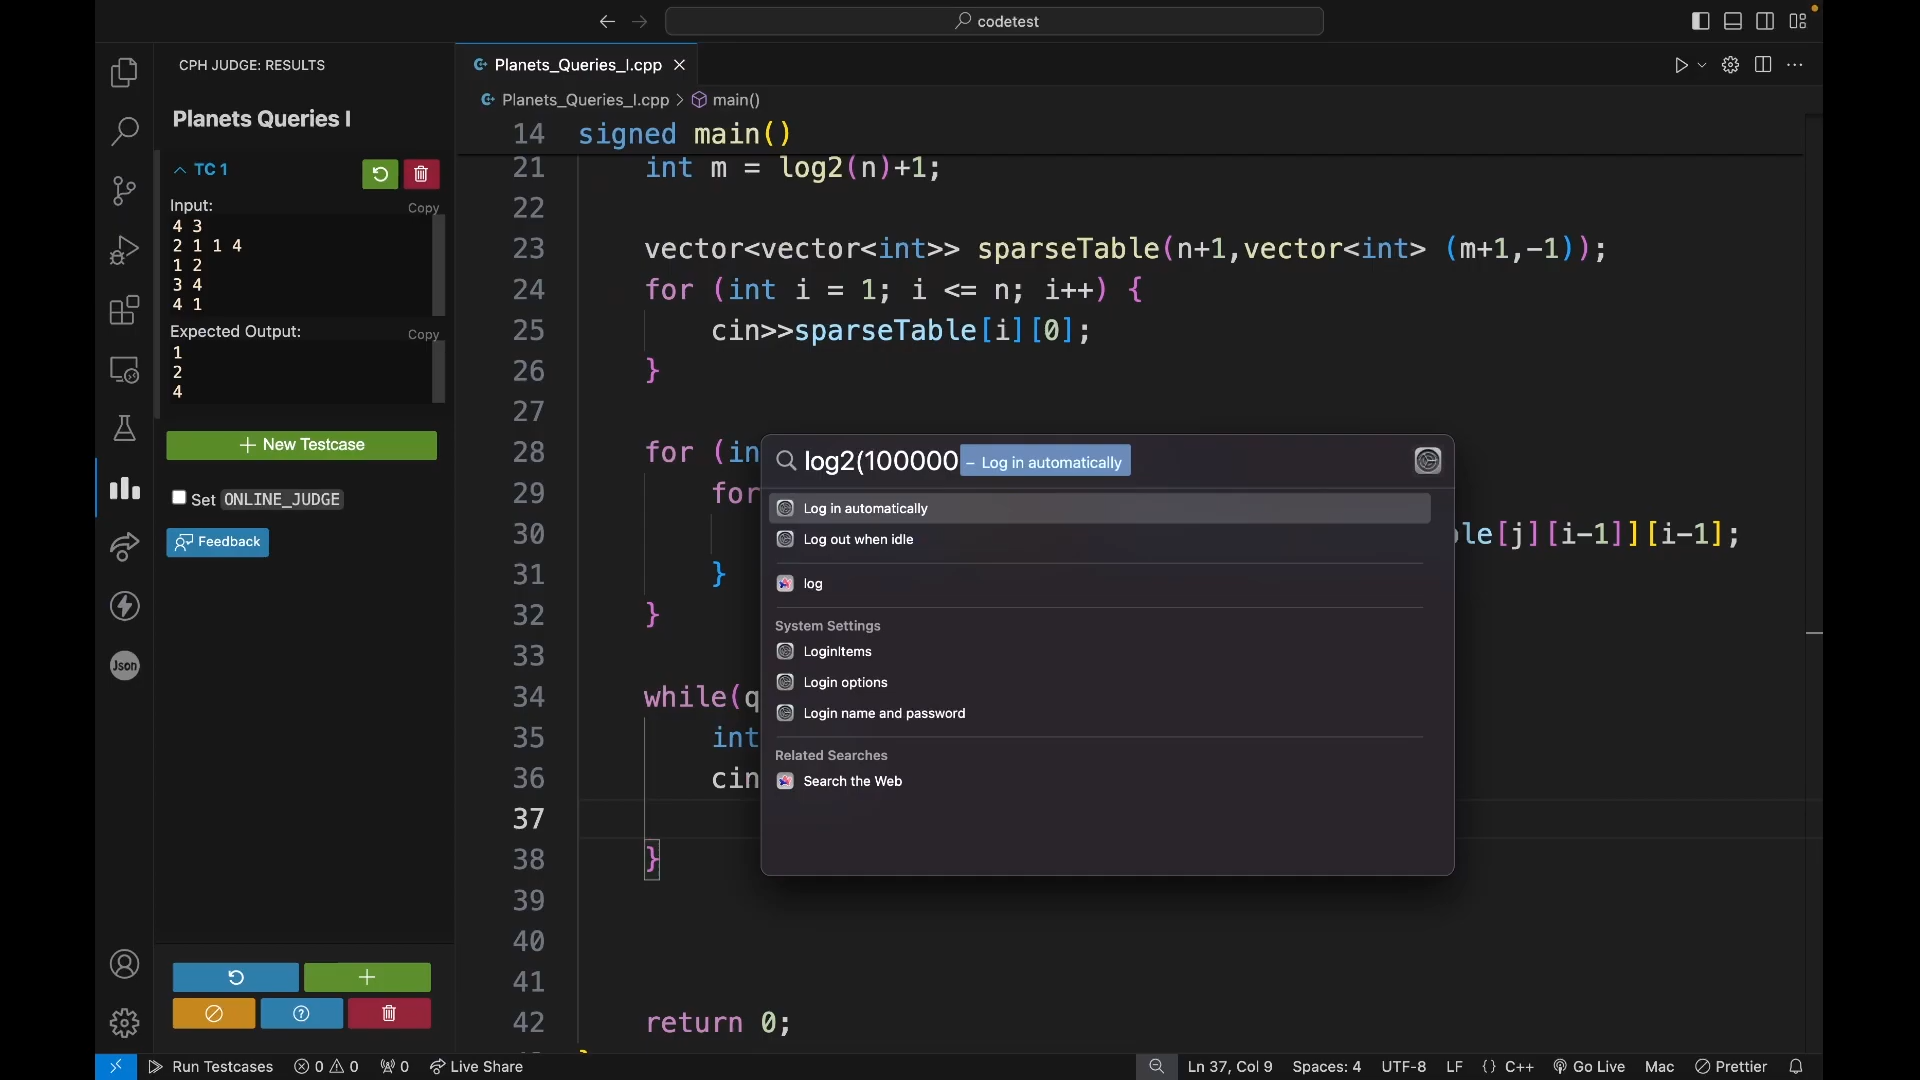 codetest
CPH JUDGE: RESULTS
Planets Queries I
TC 1
Input:
Copy
4 3
2 1 1 4
1 2
3 4
4 1
Expected Output:
Copy
1
2
4
New Testcase
Set ONLINE_JUDGE
Feedback
Json
Planets_Queries_I.cpp
Planets_Queries_I.cpp > main()
14 signed main()
21 int m = log2(n)+1;
22
23 vector<vector<int>> sparseTable(n+1,vector<int> (m+1,-1));
24 for (int i = 1; i <= n; i++) {
25 cin>>sparseTable[i][0];
26 }
27
28 for (in
29 for
30 le[j][i-1]][i-1];
31 }
32 }
33
34 while(q
35 int
36 cin
37
38 }
39
40
41
42 return 0;
log2(100000 – Log in automatically
Log in automatically
Log out when idle
log
System Settings
LoginItems
Login options
Login name and password
Related Searches
Search the Web
Run Testcases 0 0 0 Live Share
Ln 37, Col 9 Spaces: 4 UTF-8 LF {} C++ Go Live Mac Prettier